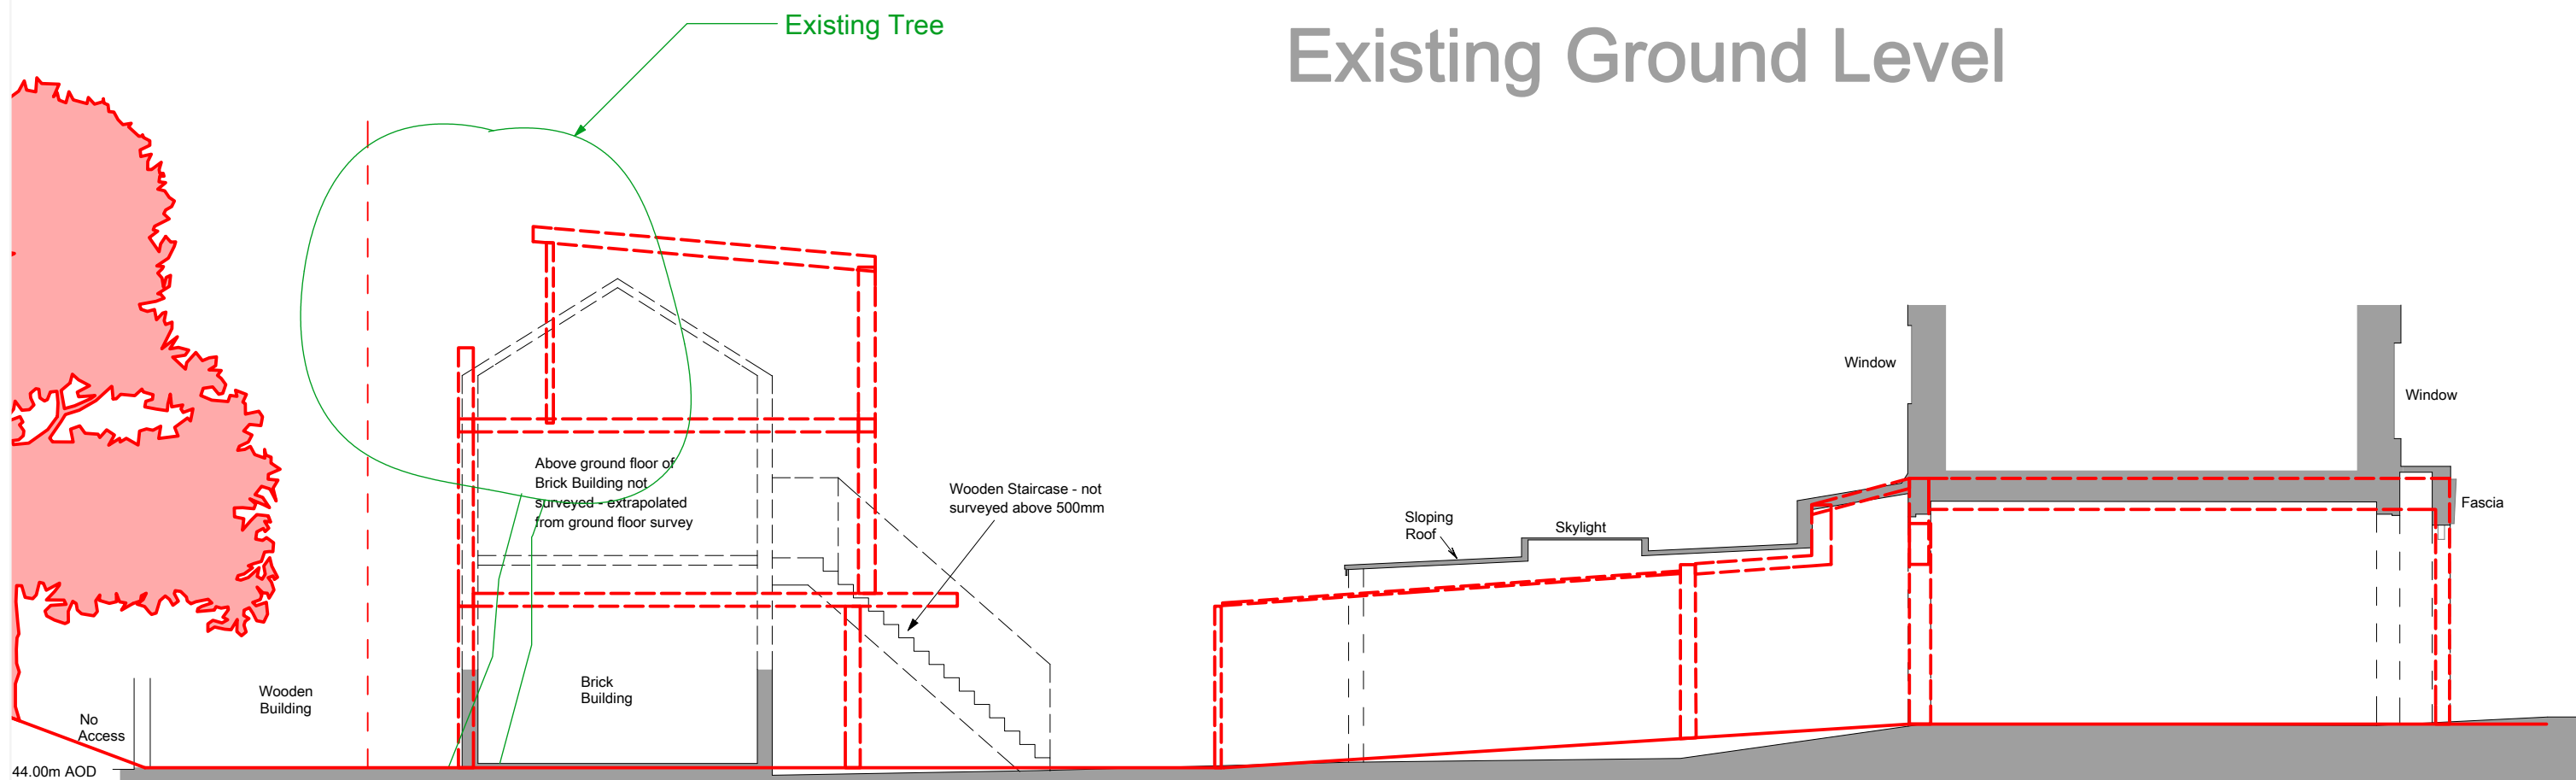 Existing Tree
Existing Ground Level
Window
Window
Above ground floor of
Brick Building not
surveyed - extrapolated
from ground floor survey
Wooden Staircase - not
surveyed above 500mm
Sloping
Roof
Skylight
Fascia
Wooden
Building
Brick
Building
No
Access
44.00m AOD